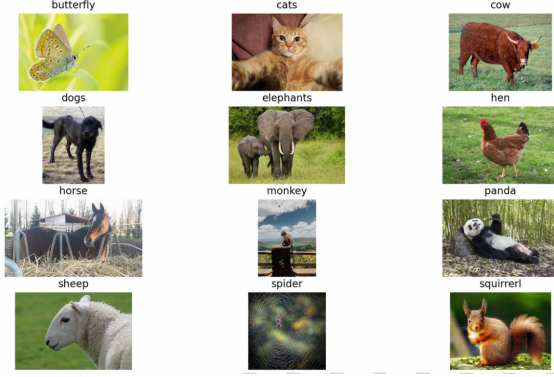 butterfly cats cow
dogs elephants hen
horse monkey panda
sheep spider squirrerl